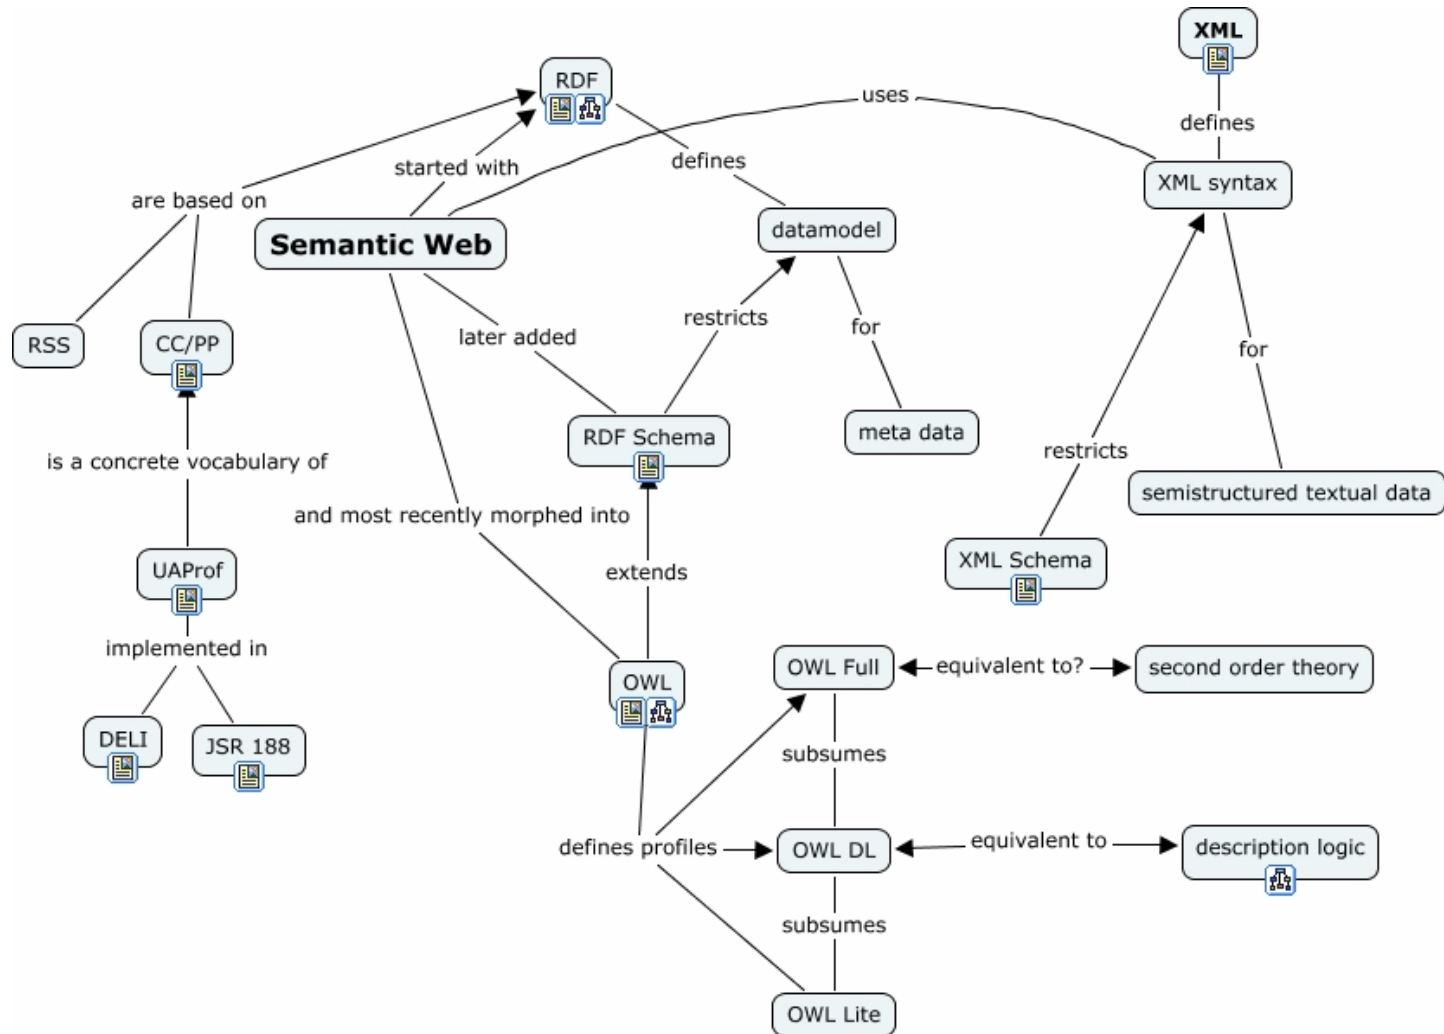 XML
RDF
uses
defines
started with
defines
XML syntax
are based on
Semantic Web
datamodel
RSS
CC/PP
later added
restricts
for
for
RDF Schema
meta data
restricts
is a concrete vocabulary of
semistructured textual data
and most recently morphed into
UAProf
extends
XML Schema
implemented in
OWL
OWL Full
equivalent to?
second order theory
DELI
JSR 188
subsumes
defines profiles
OWL DL
equivalent to
description logic
subsumes
OWL Lite